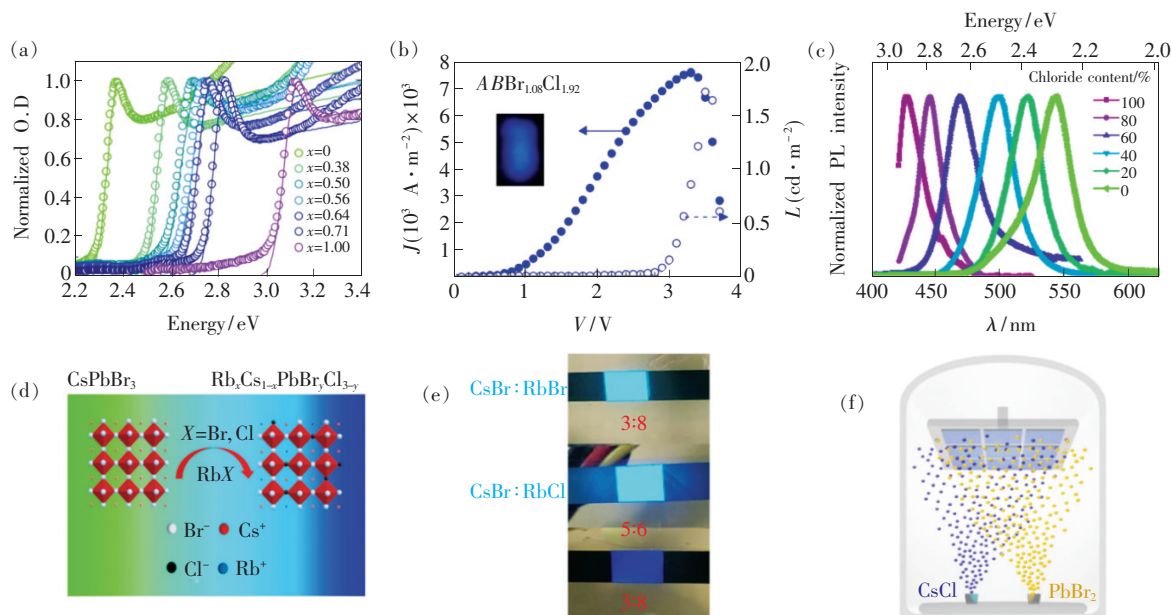 (a)
Normalized O. D
1.0
0.8
0.6
0.4
0.2
0
x=0
x=0.38
x=0.50
x=0.56
x=0.64
x=0.71
x=1.00
2.2 2.4 2.6 2.8 3.0 3.2 3.4
Energy/eV
(b)
J(10³ A·m⁻²)×10³
8
7
6
5
4
3
2
1
ABBr₁.₀₈Cl₁.₉₂
2.0
1.5
1.0
0.5
0
L(cd·m⁻²)
0 1 2 3 4
V/V
(c)
Energy/eV
3.0 2.8 2.6 2.4 2.2 2.0
Normalized PL intensity
Chloride content/%
100
80
60
40
20
0
400 450 500 550 600
λ/nm
(d)
CsPbBr₃
RbₓCs₁₋ₓPbBrᵧCl₃₋ᵧ
X=Br, Cl
RbX
Br⁻ Cs⁺
Cl⁻ Rb⁺
(e)
CsBr:RbBr
3:8
CsBr:RbCl
5:6
3:8
(f)
CsCl
PbBr₂